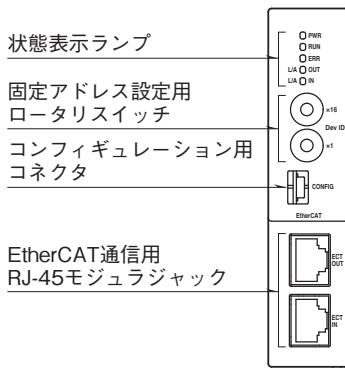 状態表示ランプ
PWR
RUN
ERR
L/A OUT
L/A IN
固定アドレス設定用
ロータリスイッチ
×16
Dev ID
×1
コンフィギュレーション用
コネクタ
CONFIG
EtherCAT
EtherCAT通信用
RJ-45モジュラジャック
ECT
OUT
ECT
IN